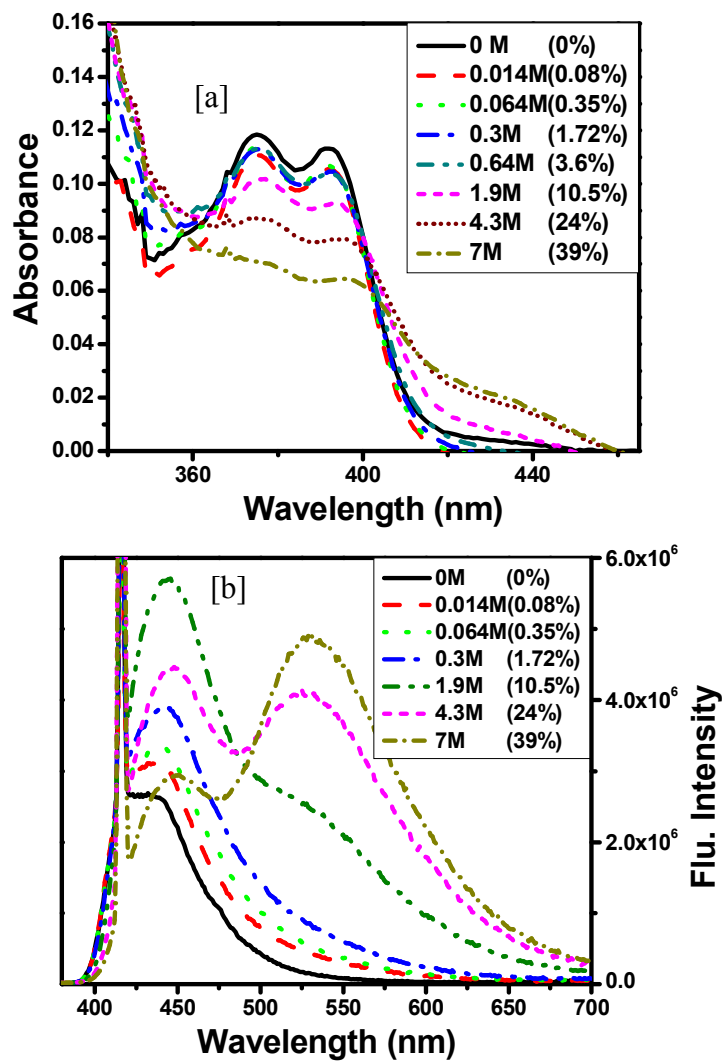 [a]
0 M (0%)
0.014M(0.08%)
0.064M(0.35%)
0.3M (1.72%)
0.64M (3.6%)
1.9M (10.5%)
4.3M (24%)
7M (39%)
Absorbance
0.16
0.14
0.12
0.10
0.08
0.06
0.04
0.02
0.00
360 400 440
Wavelength (nm)
[b]
0M (0%)
0.014M(0.08%)
0.064M(0.35%)
0.3M (1.72%)
1.9M (10.5%)
4.3M (24%)
7M (39%)
6.0x10⁶
4.0x10⁶
2.0x10⁶
0.0
Flu. Intensity
400 450 500 550 600 650 700
Wavelength (nm)